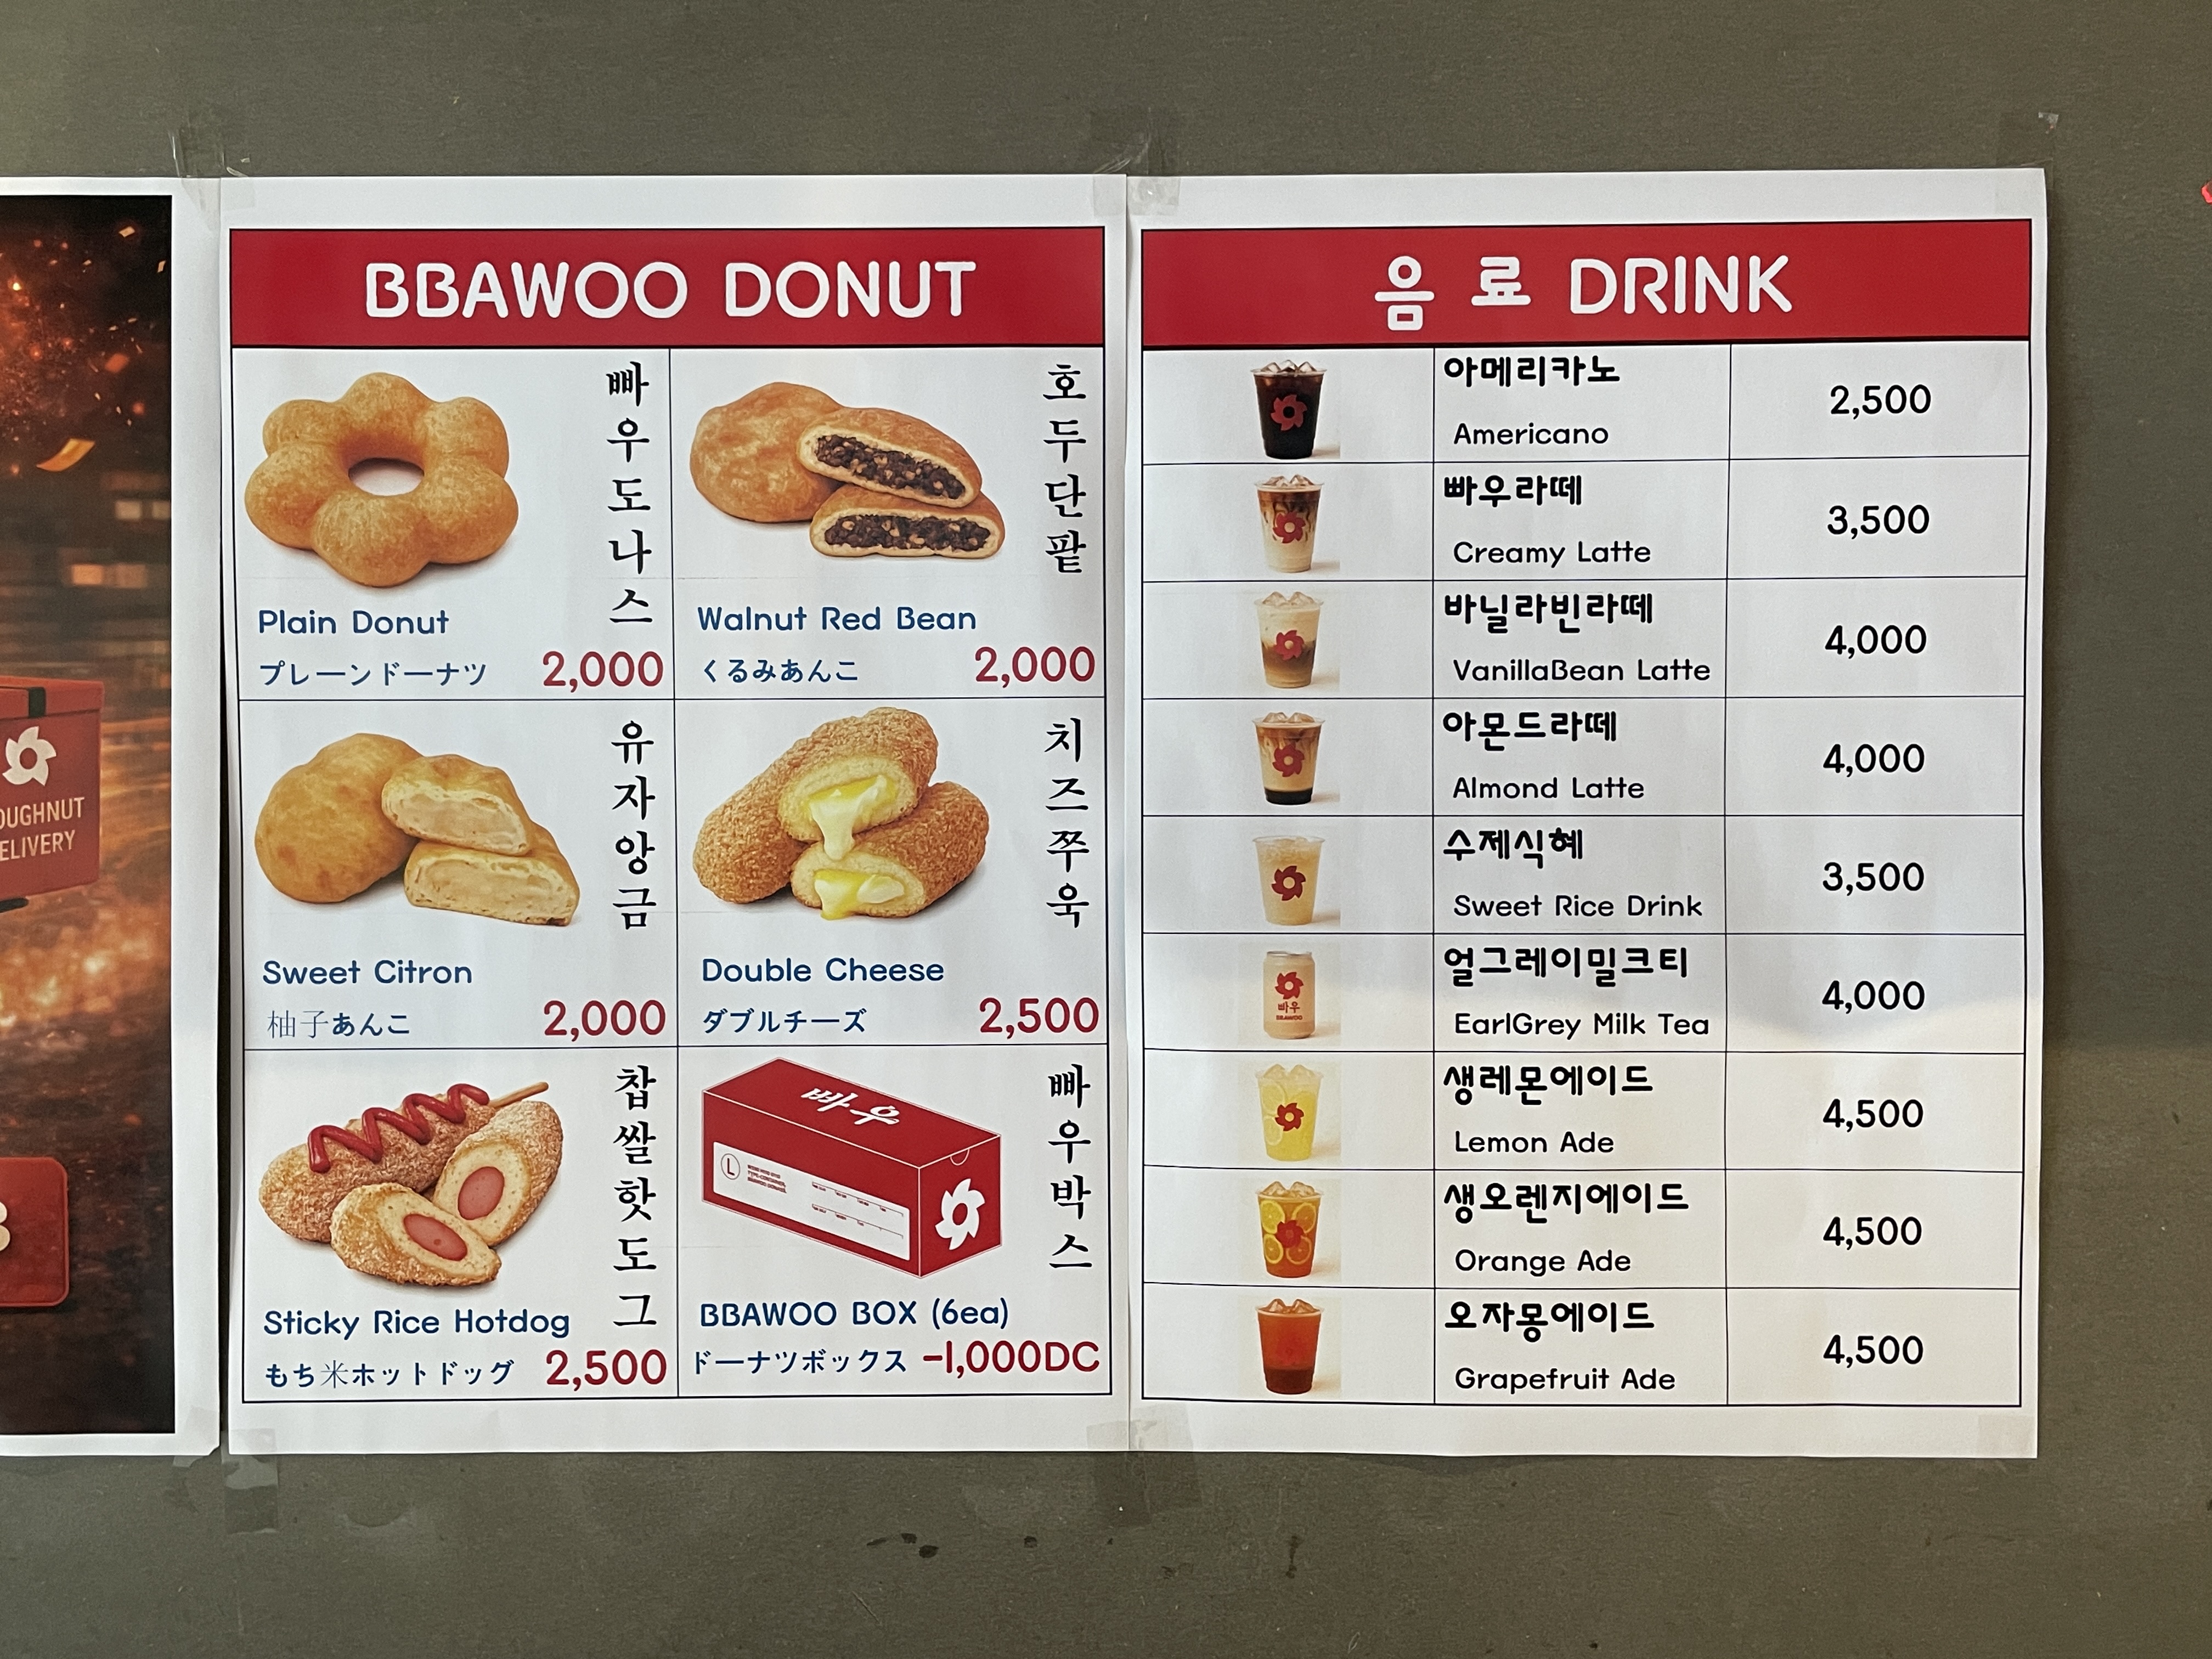 OUGHNUT
ELIVERY
BBAWOO DONUT
빠우도나스
Plain Donut
プレーンドーナツ 2,000
호두단팥
Walnut Red Bean
くるみあんこ 2,000
유자앙금
Sweet Citron
柚子あんこ 2,000
치즈쭈욱
Double Cheese
ダブルチーズ 2,500
찹쌀핫도그
Sticky Rice Hotdog
もち米ホットドッグ 2,500
빠우박스
빠우
L
BBAWOO BOX (6ea)
ドーナツボックス -1,000DC
음료 DRINK
아메리카노
Americano
2,500
빠우라떼
Creamy Latte
3,500
바닐라빈라떼
VanillaBean Latte
4,000
아몬드라떼
Almond Latte
4,000
수제식혜
Sweet Rice Drink
3,500
빠우
BBAWOO
얼그레이밀크티
EarlGrey Milk Tea
4,000
생레몬에이드
Lemon Ade
4,500
생오렌지에이드
Orange Ade
4,500
오자몽에이드
Grapefruit Ade
4,500